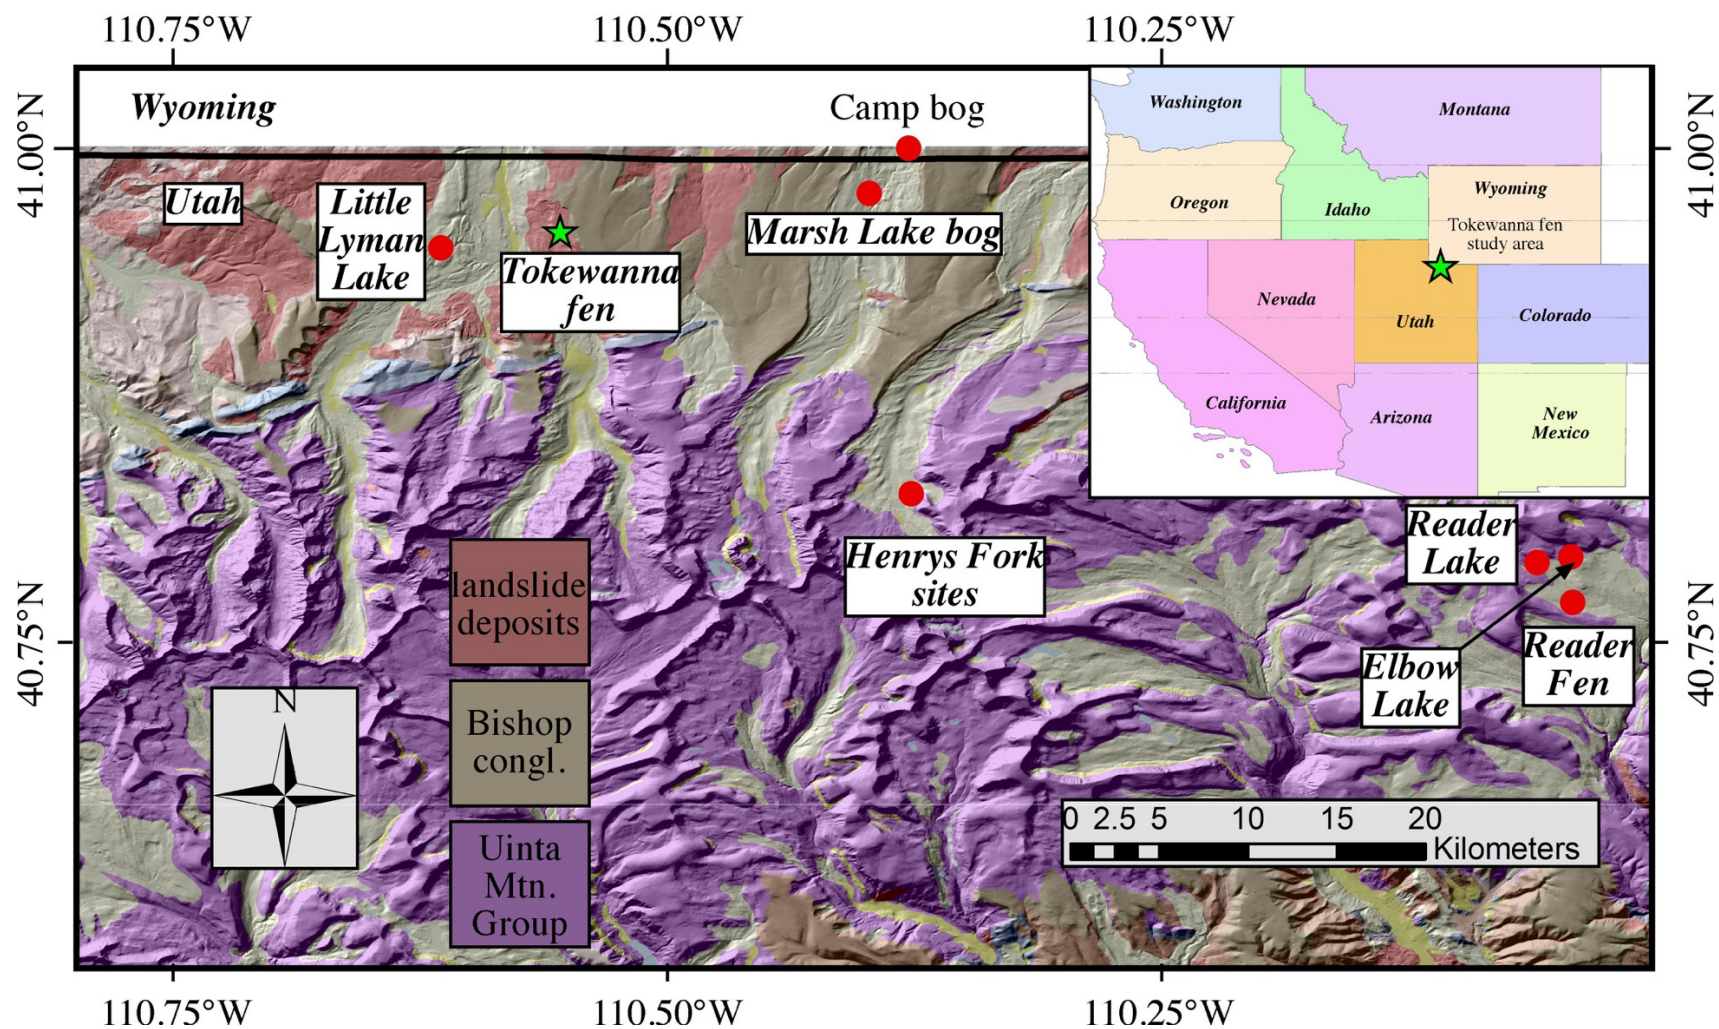 110.75°W 110.50°W 110.25°W
41.00°N
41.00°N
40.75°N
40.75°N
Wyoming
Camp bog
Utah
Little
Lyman
Lake
Tokewanna
fen
Marsh Lake bog
Henrys Fork
sites
Reader
Lake
Elbow
Lake
Reader
Fen
Washington
Montana
Oregon
Idaho
Wyoming
Tokewanna fen
study area
Nevada
Utah
Colorado
California
Arizona
New
Mexico
landslide
deposits
Bishop
congl.
Uinta
Mtn.
Group
N
0 2.5 5 10 15 20
Kilometers
110.75°W 110.50°W 110.25°W